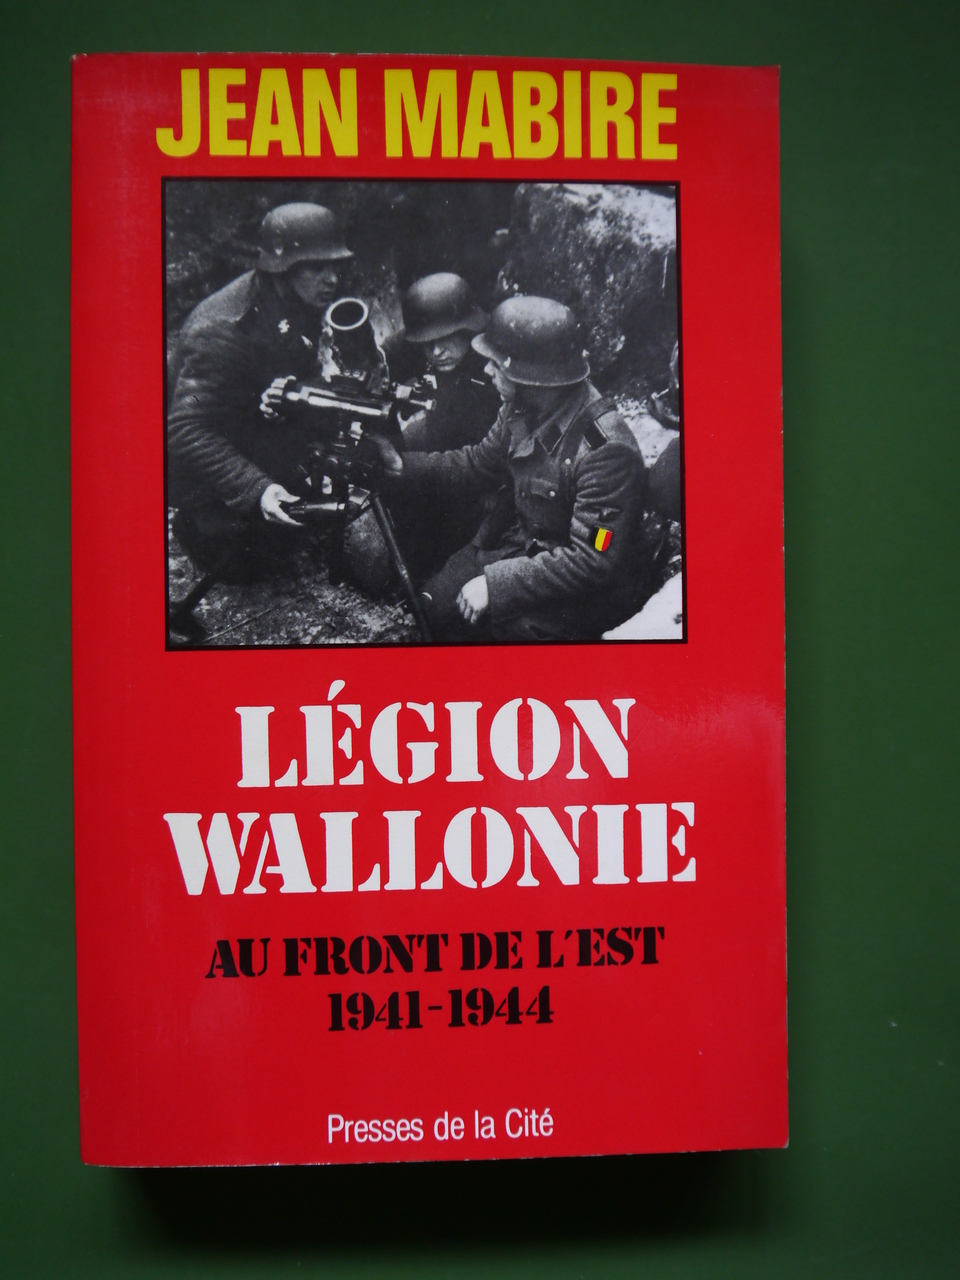 JEAN MABIRE
LÉGION
WALLONIE
AU FRONT DE L'EST
1941-1944
Presses de la Cité